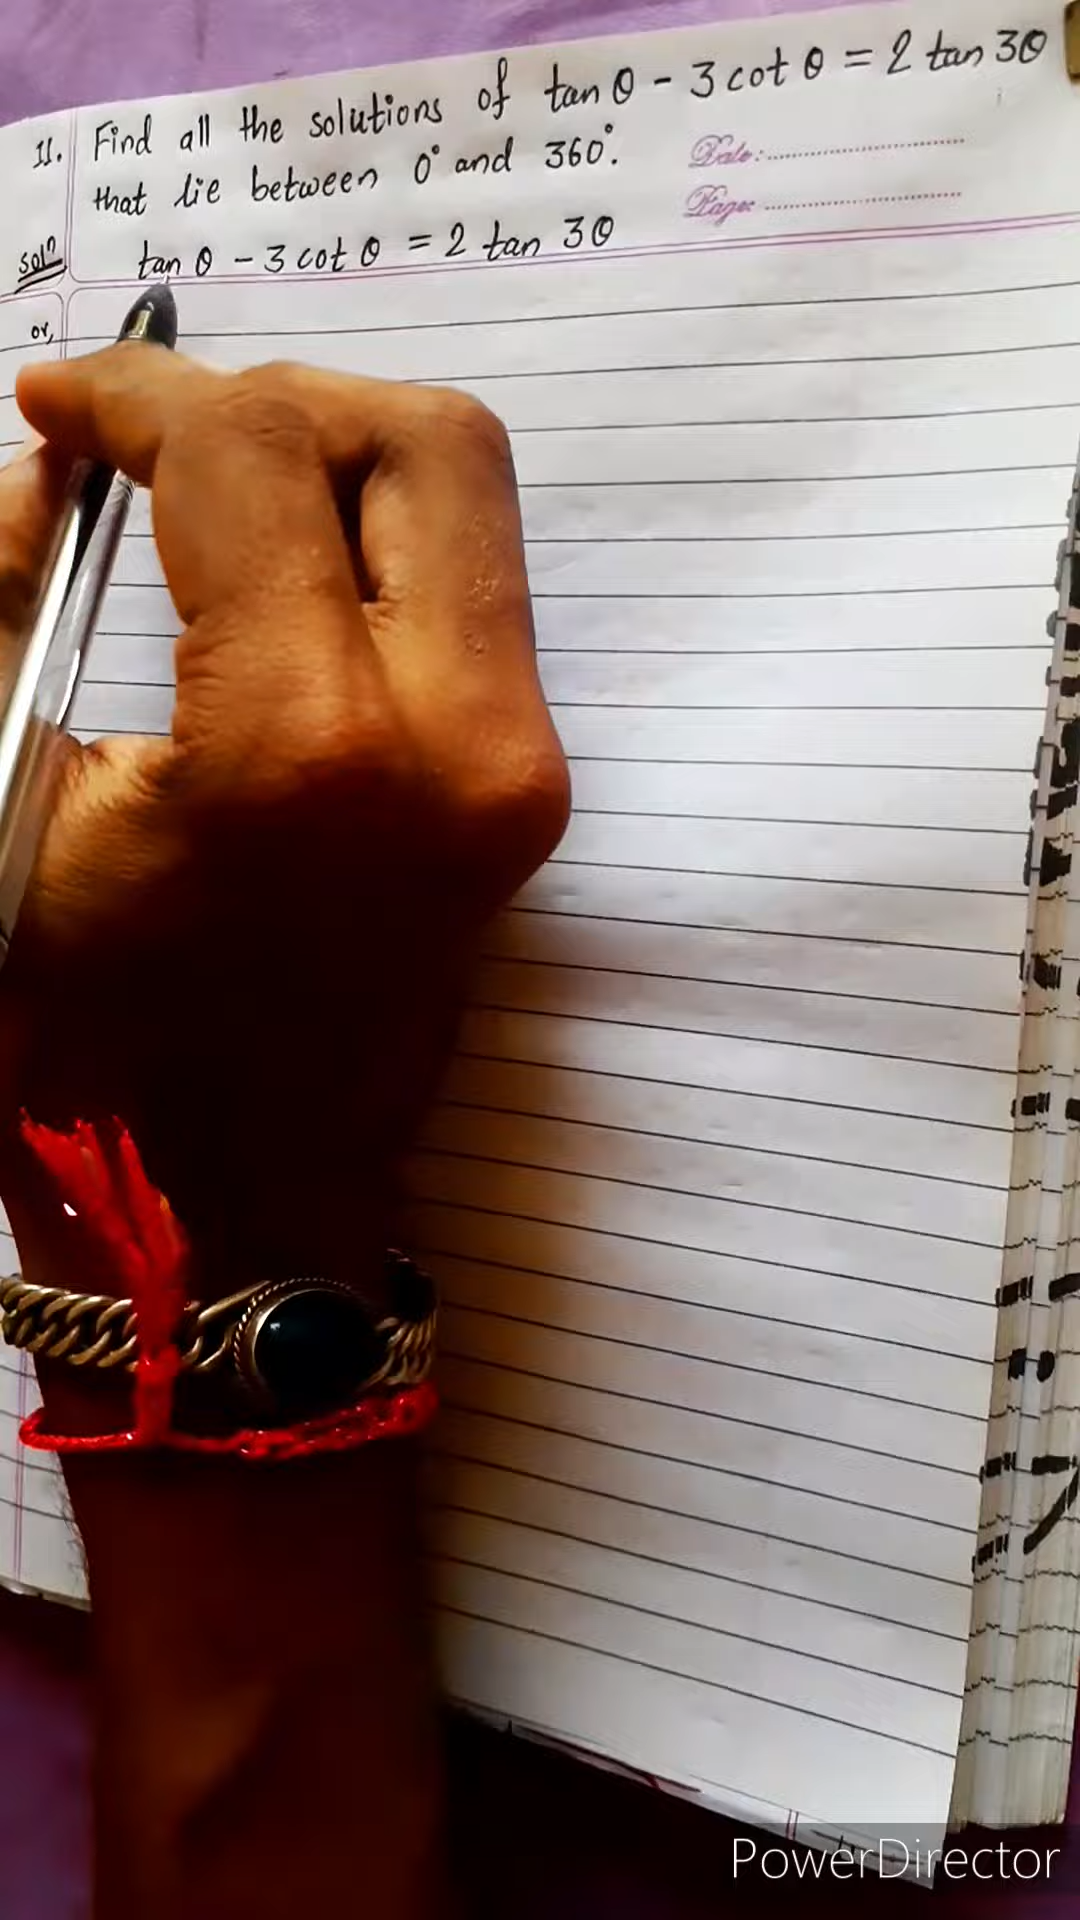 11. Find all the solutions of tan θ - 3 cot θ = 2 tan 3θ
that lie between 0° and 360°.
Date:
Page:
Solⁿ tan θ - 3 cot θ = 2 tan 3θ
or,
PowerDirector